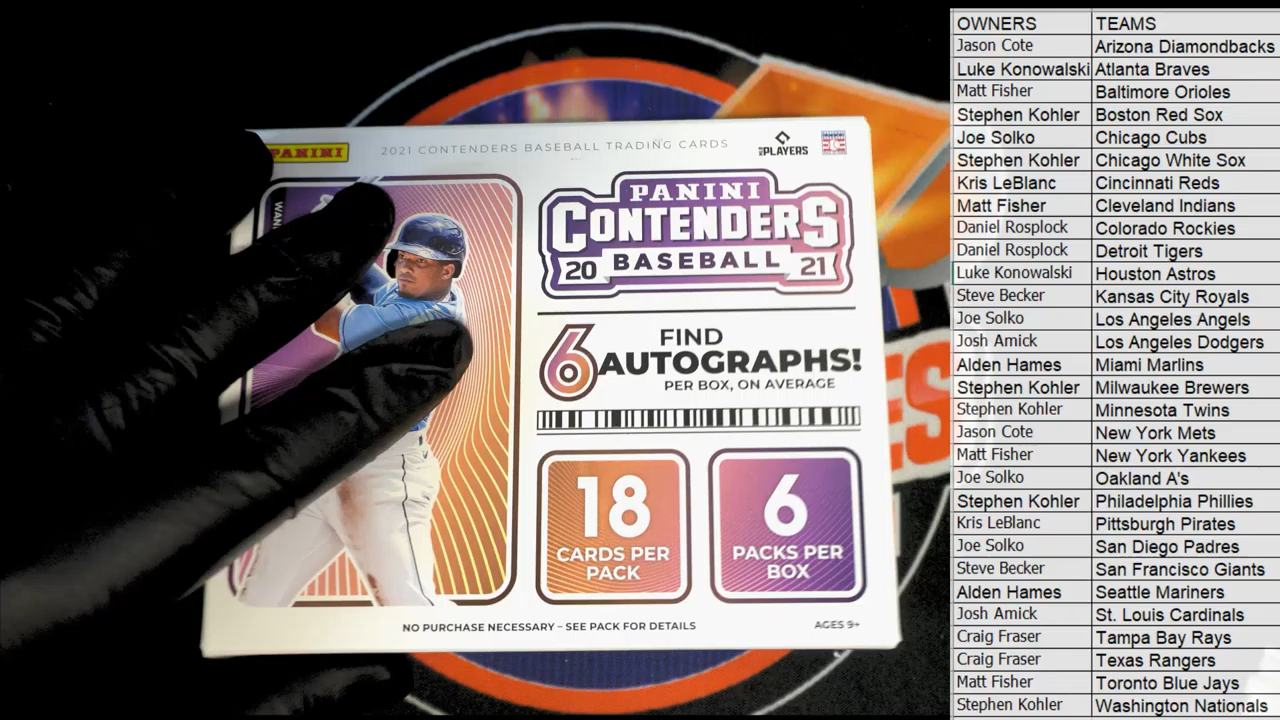 PANINI
2021 CONTENDERS BASEBALL TRADING CARDS
PLAYERS
PANINI
CONTENDERS
20 BASEBALL 21
6 FIND
AUTOGRAPHS!
PER BOX, ON AVERAGE
18
CARDS PER
PACK
6
PACKS PER
BOX
NO PURCHASE NECESSARY – SEE PACK FOR DETAILS
AGES 9+
ES
OWNERS TEAMS
Jason Cote Arizona Diamondbacks
Luke Konowalski Atlanta Braves
Matt Fisher Baltimore Orioles
Stephen Kohler Boston Red Sox
Joe Solko Chicago Cubs
Stephen Kohler Chicago White Sox
Kris LeBlanc Cincinnati Reds
Matt Fisher Cleveland Indians
Daniel Rosplock Colorado Rockies
Daniel Rosplock Detroit Tigers
Luke Konowalski Houston Astros
Steve Becker Kansas City Royals
Joe Solko Los Angeles Angels
Josh Amick Los Angeles Dodgers
Alden Hames Miami Marlins
Stephen Kohler Milwaukee Brewers
Stephen Kohler Minnesota Twins
Jason Cote New York Mets
Matt Fisher New York Yankees
Joe Solko Oakland A's
Stephen Kohler Philadelphia Phillies
Kris LeBlanc Pittsburgh Pirates
Joe Solko San Diego Padres
Steve Becker San Francisco Giants
Alden Hames Seattle Mariners
Josh Amick St. Louis Cardinals
Craig Fraser Tampa Bay Rays
Craig Fraser Texas Rangers
Matt Fisher Toronto Blue Jays
Stephen Kohler Washington Nationals